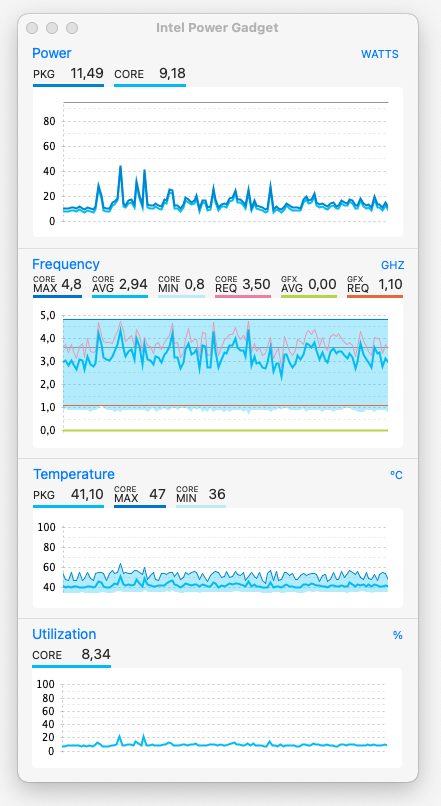 Intel Power Gadget
Power WATTS
PKG 11,49 CORE 9,18
80
60
40
20
0
Frequency GHZ
CORE MAX 4,8 CORE AVG 2,94 CORE MIN 0,8 CORE REQ 3,50 GFX AVG 0,00 GFX REQ 1,10
5,0
4,0
3,0
2,0
1,0
0,0
Temperature °C
PKG 41,10 CORE MAX 47 CORE MIN 36
100
80
60
40
Utilization %
CORE 8,34
100
80
60
40
20
0